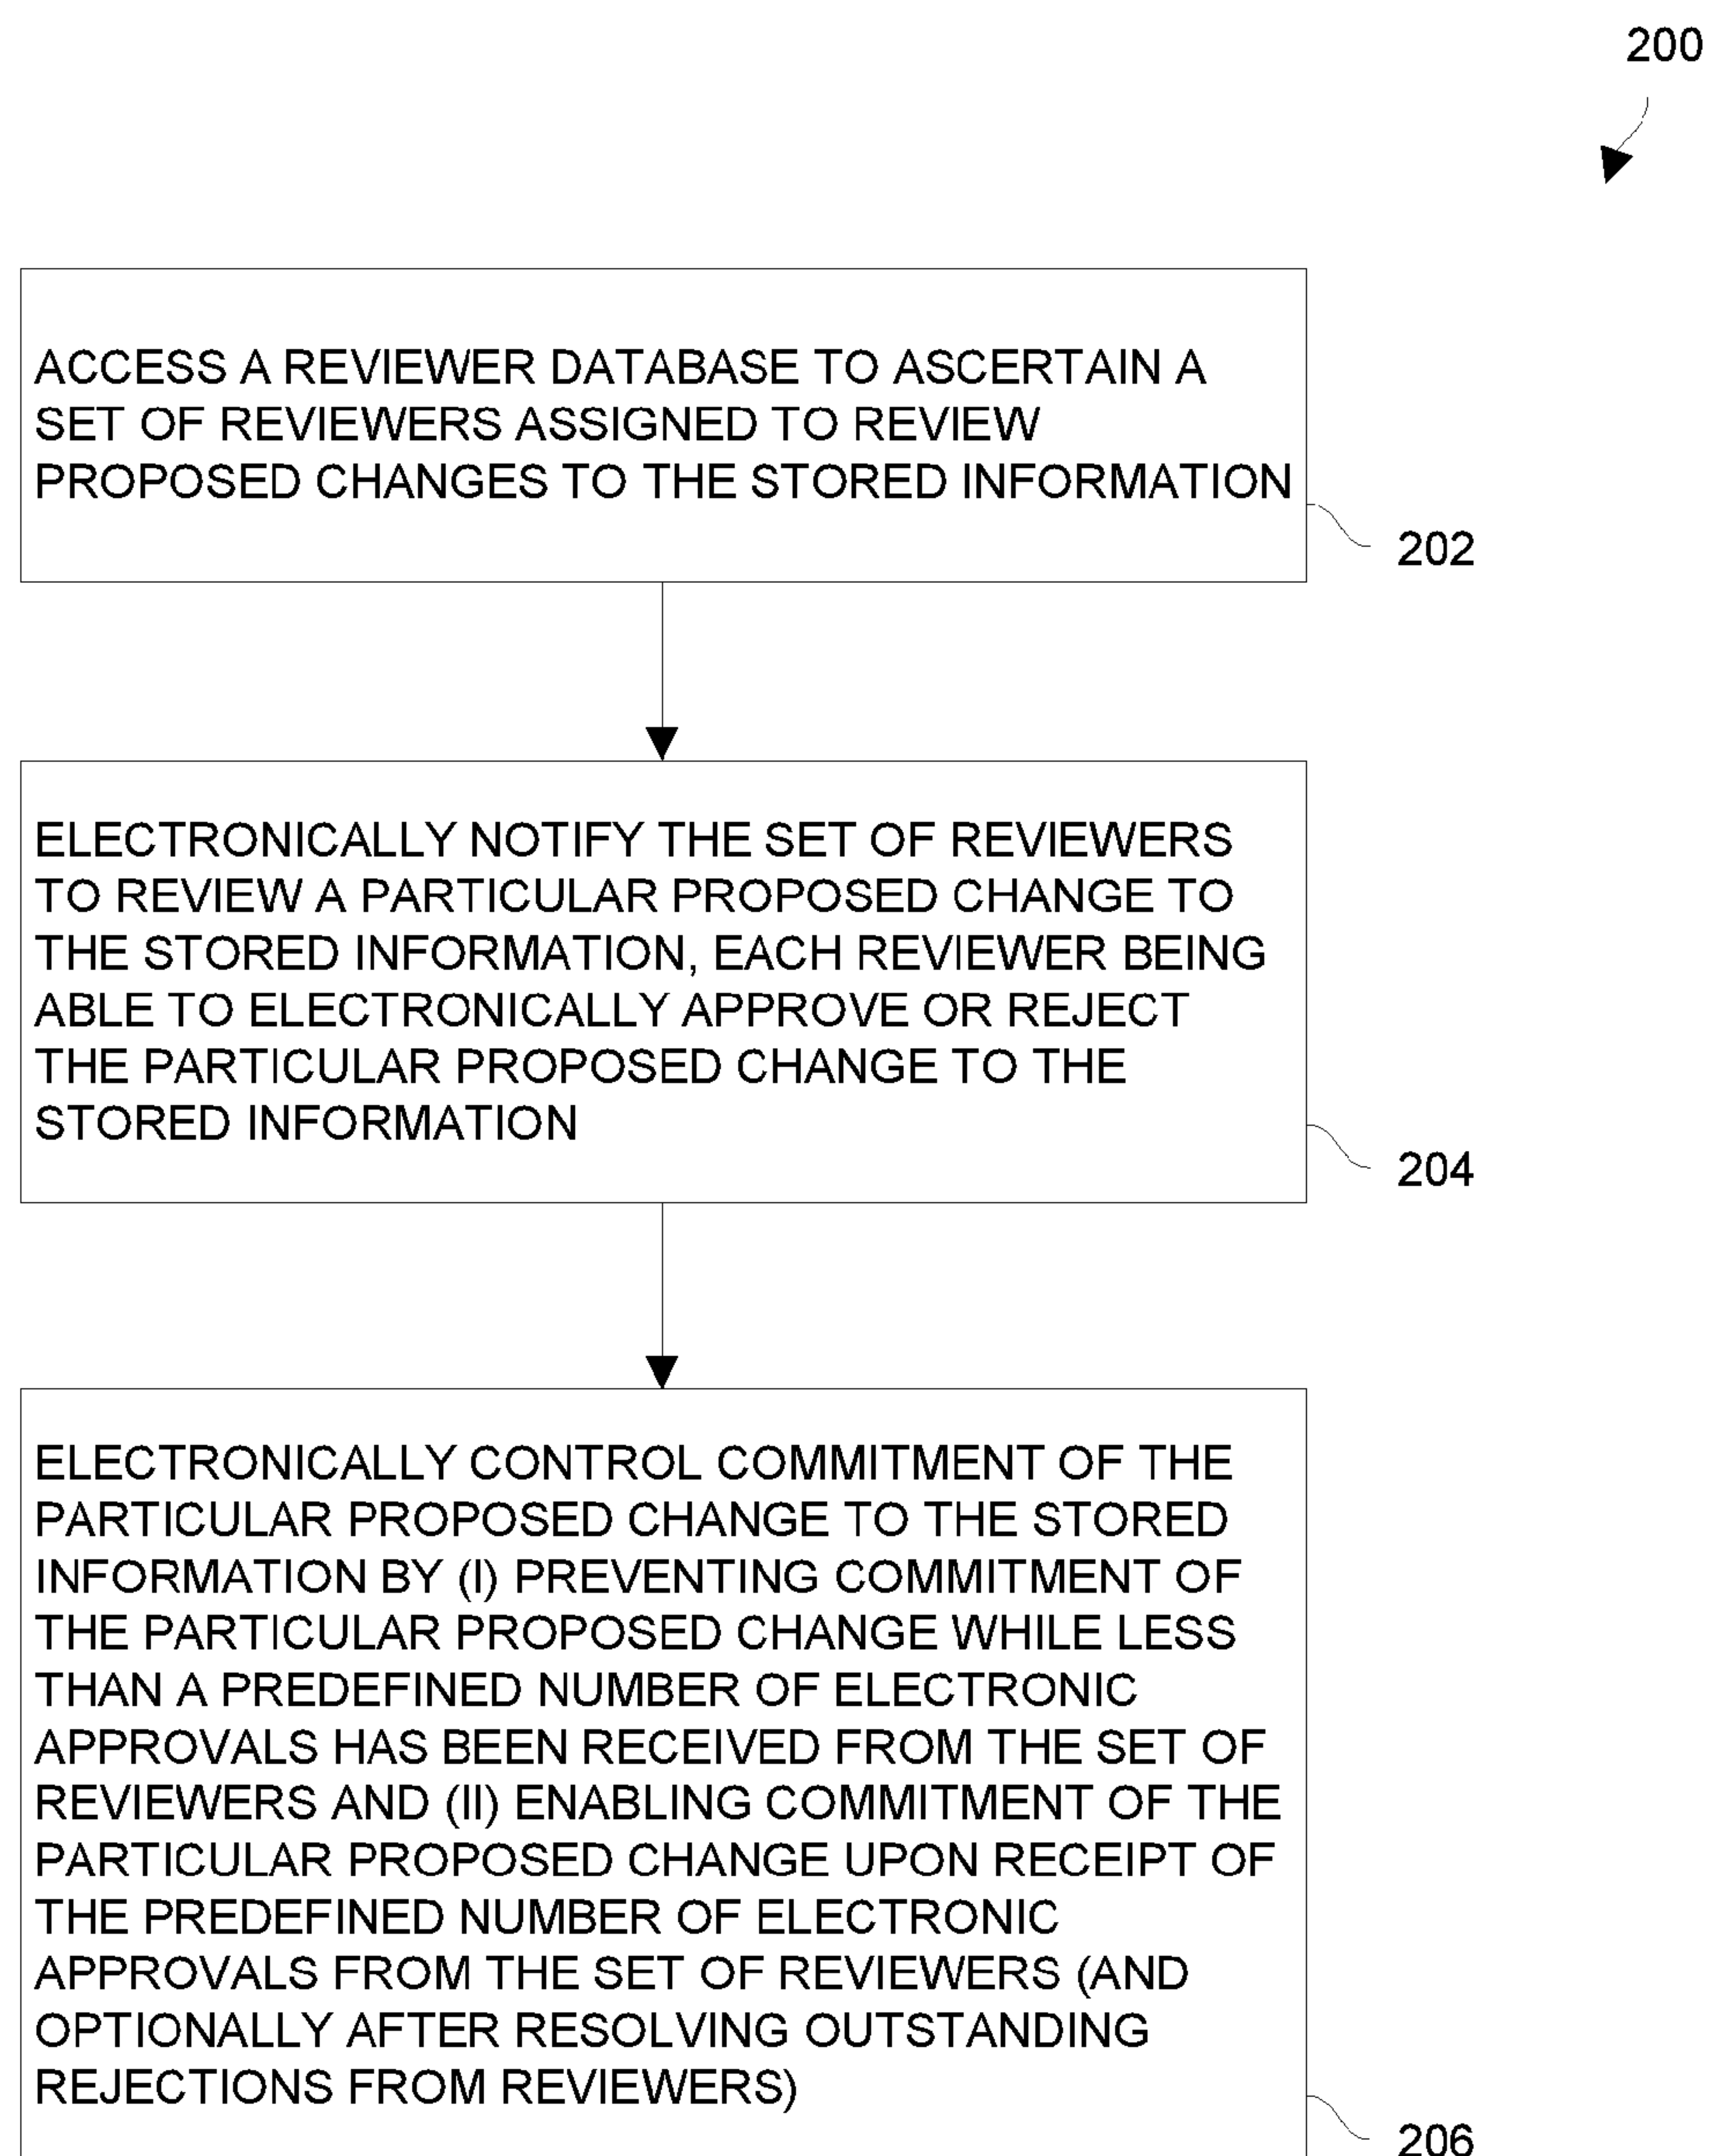 200
ACCESS A REVIEWER DATABASE TO ASCERTAIN A
SET OF REVIEWERS ASSIGNED TO REVIEW
PROPOSED CHANGES TO THE STORED INFORMATION
202
ELECTRONICALLY NOTIFY THE SET OF REVIEWERS
TO REVIEW A PARTICULAR PROPOSED CHANGE TO
THE STORED INFORMATION, EACH REVIEWER BEING
ABLE TO ELECTRONICALLY APPROVE OR REJECT
THE PARTICULAR PROPOSED CHANGE TO THE
STORED INFORMATION
204
ELECTRONICALLY CONTROL COMMITMENT OF THE
PARTICULAR PROPOSED CHANGE TO THE STORED
INFORMATION BY (I) PREVENTING COMMITMENT OF
THE PARTICULAR PROPOSED CHANGE WHILE LESS
THAN A PREDEFINED NUMBER OF ELECTRONIC
APPROVALS HAS BEEN RECEIVED FROM THE SET OF
REVIEWERS AND (II) ENABLING COMMITMENT OF THE
PARTICULAR PROPOSED CHANGE UPON RECEIPT OF
THE PREDEFINED NUMBER OF ELECTRONIC
APPROVALS FROM THE SET OF REVIEWERS (AND
OPTIONALLY AFTER RESOLVING OUTSTANDING
REJECTIONS FROM REVIEWERS)
206